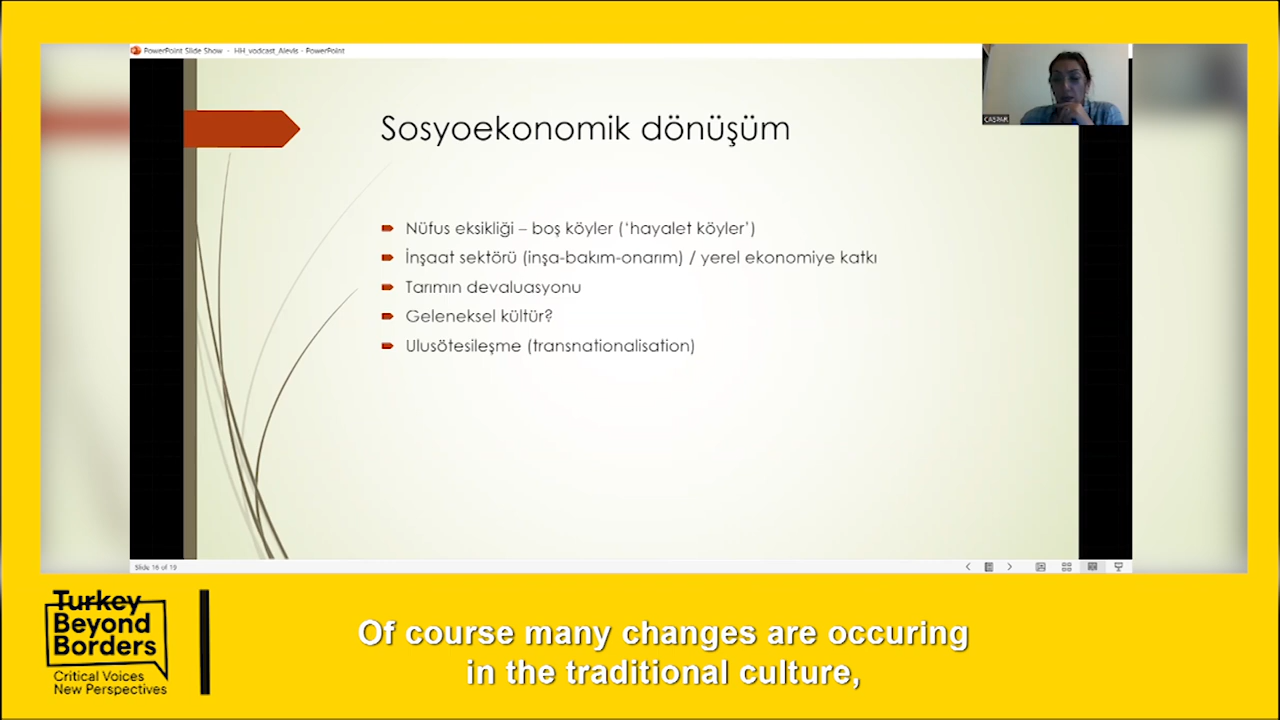 PowerPoint Slide Show - HH_vodcast_Alevis - PowerPoint
CASPAR
Sosyoekonomik dönüşüm
Nüfus eksikliği – boş köyler (‘hayalet köyler’)
İnşaat sektörü (inşa-bakım-onarım) / yerel ekonomiye katkı
Tarımın devaluasyonu
Geleneksel kültür?
Ulusötesileşme (transnationalisation)
Slide 16 of 19
Turkey
Beyond
Borders
Critical Voices
New Perspectives
Of course many changes are occuring
in the traditional culture,